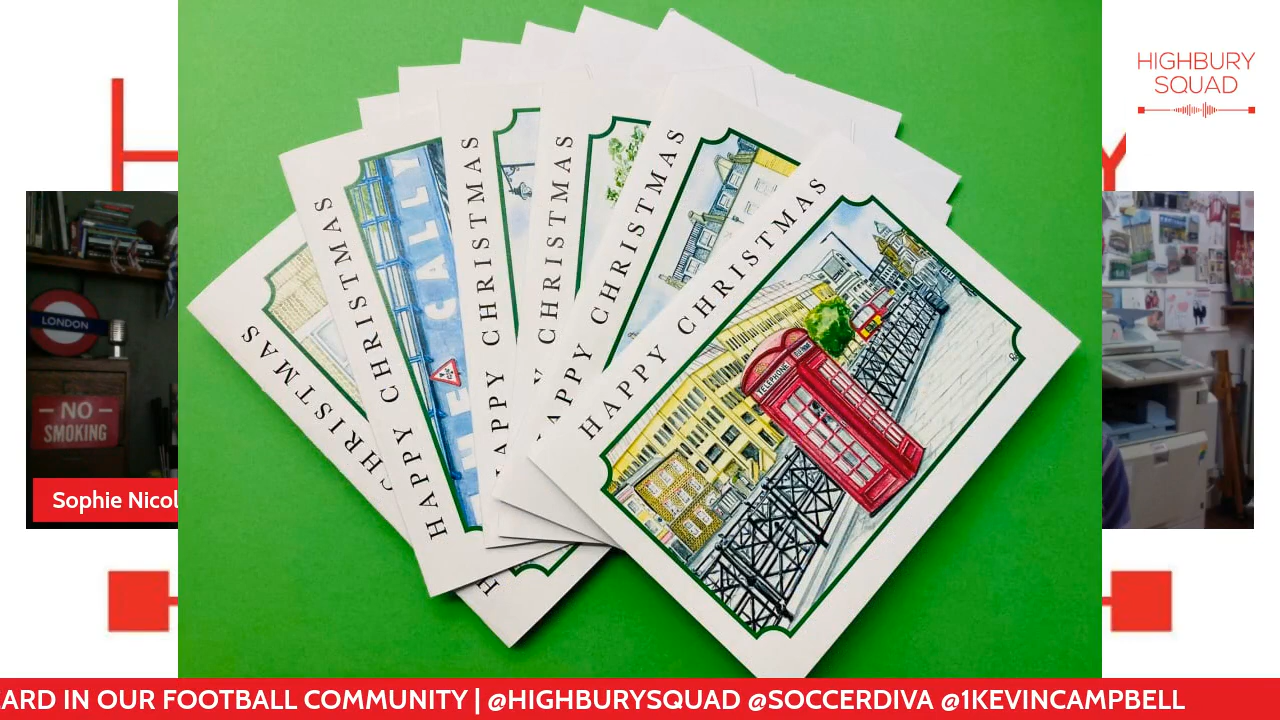 HIGHBURY
SQUAD
LONDON
NO
SMOKING
Sophie Nicol
CHRISTMAS
HAPPY CHRISTMAS
HAPPY CHRISTMAS
CHRISTMAS
HAPPY CHRISTMAS
HAPPY CHRISTMAS
CALLY
TELEPHONE
ARD IN OUR FOOTBALL COMMUNITY | @HIGHBURYSQUAD @SOCCERDIVA @1KEVINCAMPBELL